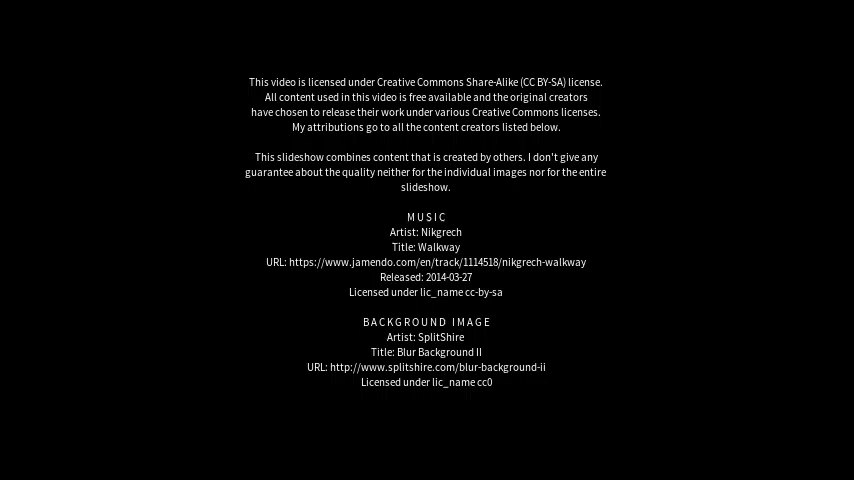 This video is licensed under Creative Commons Share-Alike (CC BY-SA) license.
All content used in this video is free available and the original creators
have chosen to release their work under various Creative Commons licenses.
My attributions go to all the content creators listed below.
This slideshow combines content that is created by others. I don't give any
guarantee about the quality neither for the individual images nor for the entire
slideshow.
MUSIC
Artist: Nikgrech
Title: Walkway
URL: https://www.jamendo.com/en/track/1114518/nikgrech-walkway
Released: 2014-03-27
Licensed under lic_name cc-by-sa
BACKGROUND IMAGE
Artist: SplitShire
Title: Blur Background II
URL: http://www.splitshire.com/blur-background-ii
Licensed under lic_name cc0